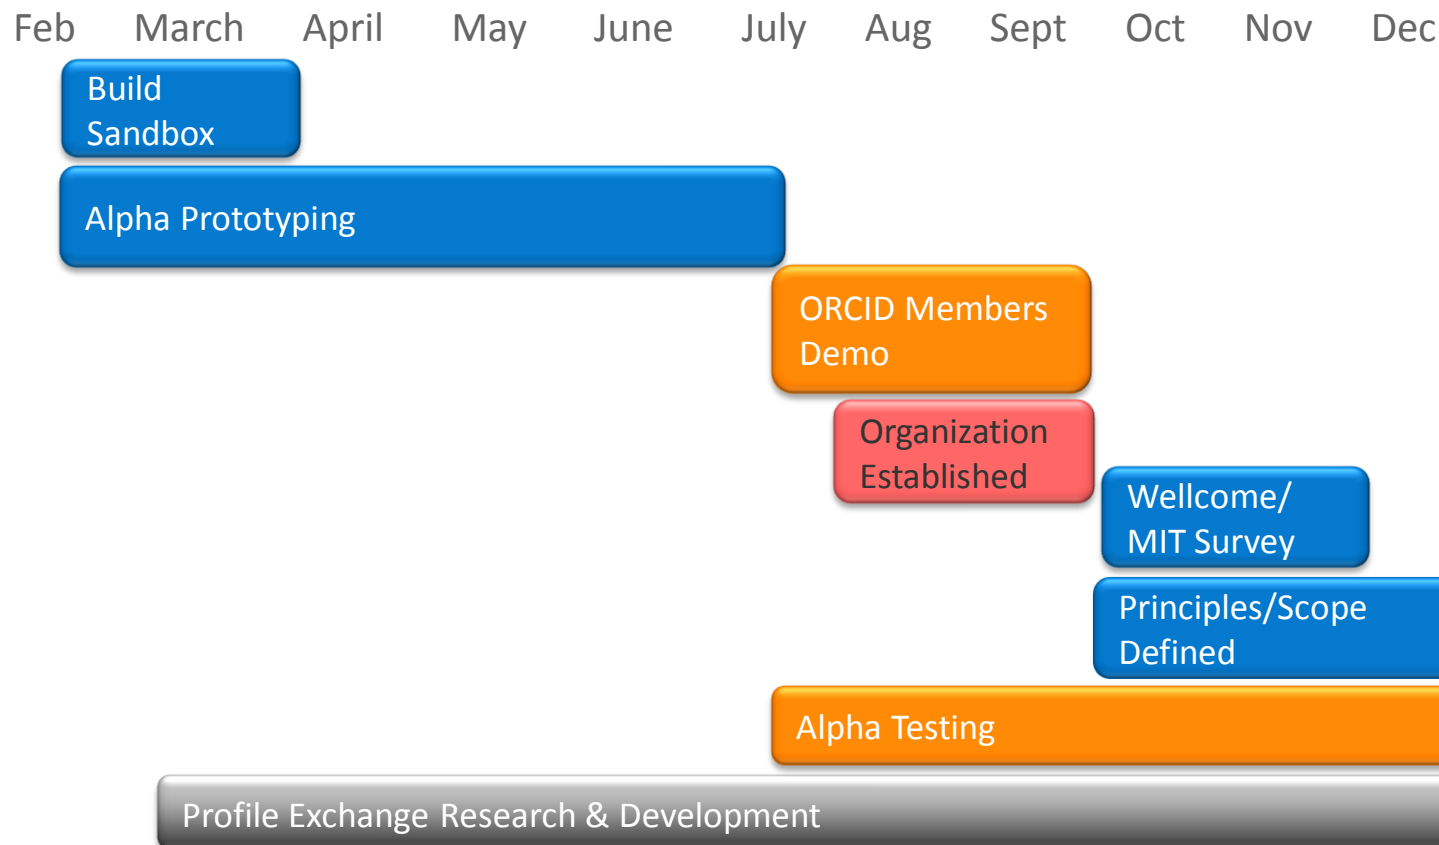 Feb March April May June July Aug Sept Oct Nov Dec
Build
Sandbox
Alpha Prototyping
ORCID Members
Demo
Organization
Established
Wellcome/
MIT Survey
Principles/Scope
Defined
Alpha Testing
Profile Exchange Research & Development